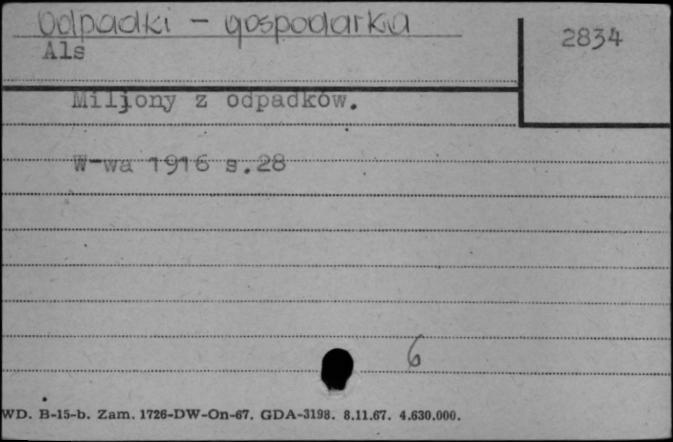 Odpadki - gospodarka
2834
Als
Miljony z odpadków.
W-wa 1916 s.28
6
WD. B-15-b. Zam. 1726-DW-On-67. GDA-3198. 8.11.67. 4.630.000.